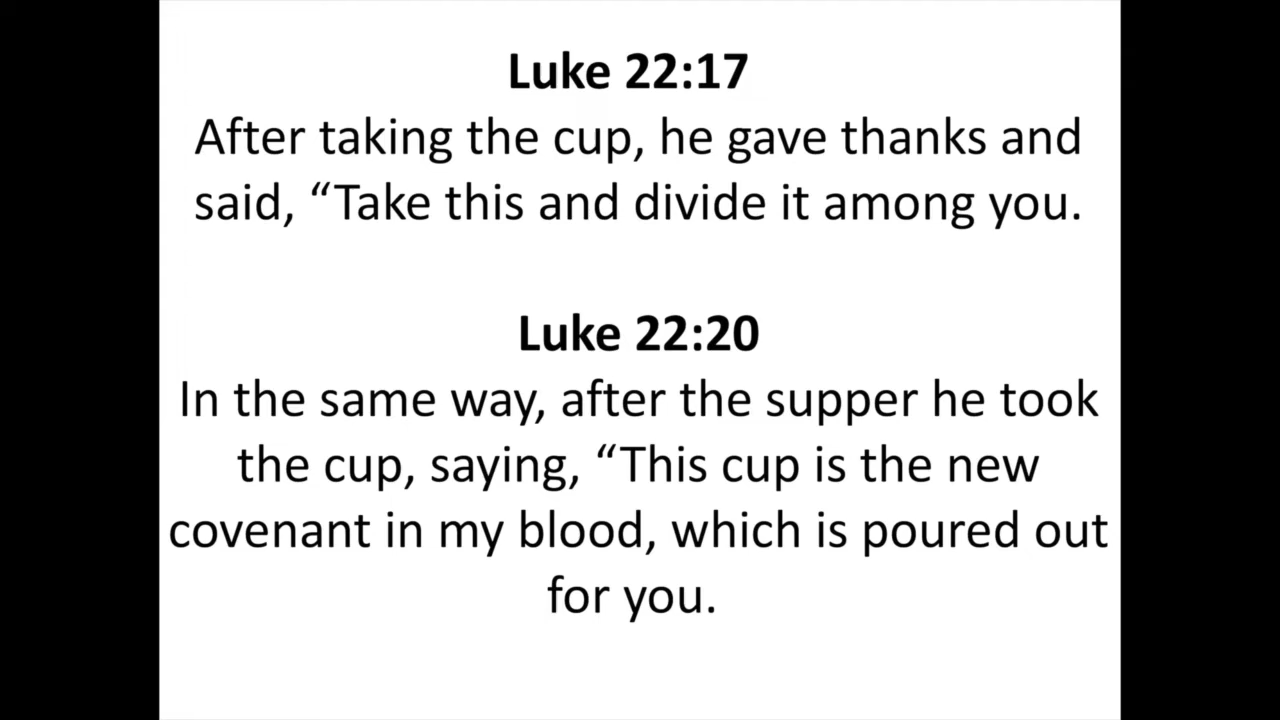 Luke 22:17
After taking the cup, he gave thanks and
said, “Take this and divide it among you.
Luke 22:20
In the same way, after the supper he took
the cup, saying, “This cup is the new
covenant in my blood, which is poured out
for you.